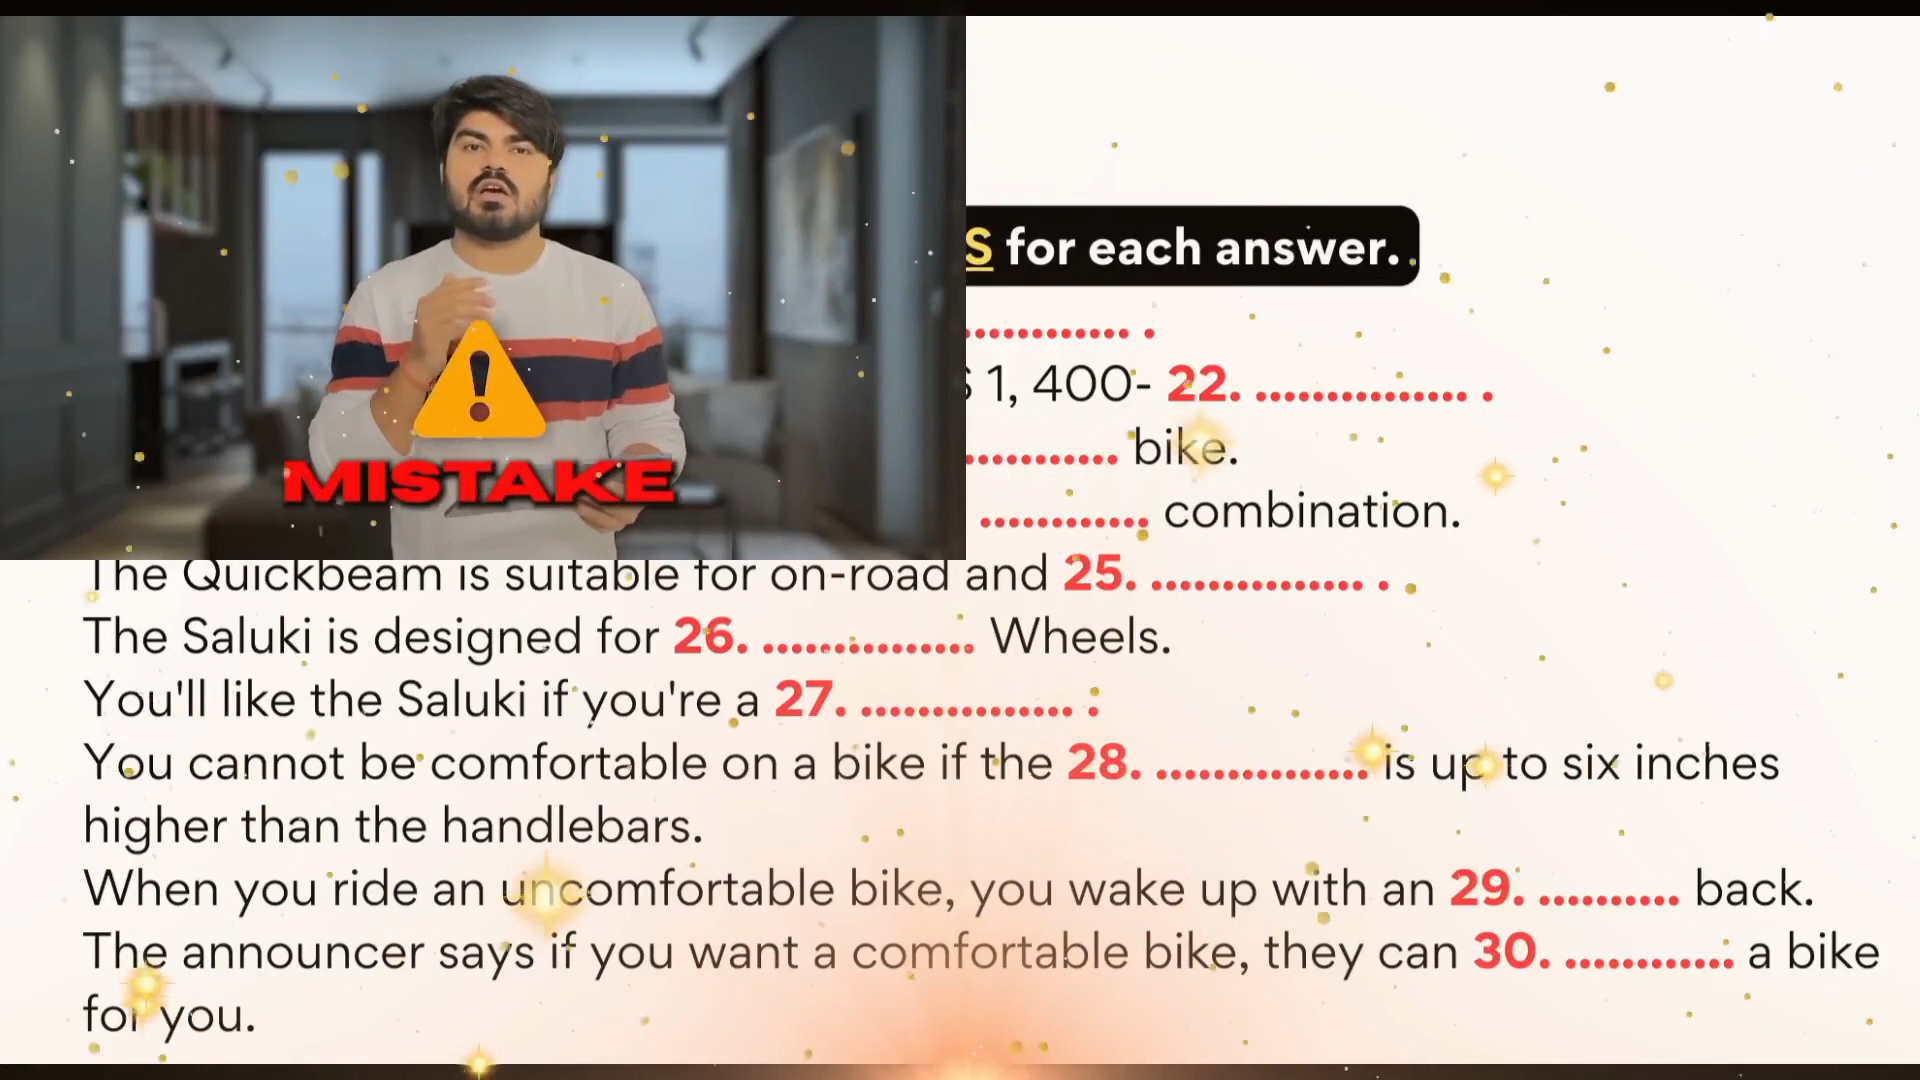 MISTAKE
S for each answer.
............ .
$ 1, 400- 22. ............... .
........... bike.
............ combination.
The Quickbeam is suitable for on-road and 25. ............... .
The Saluki is designed for 26. ............... Wheels.
You'll like the Saluki if you're a 27. ............... .
You cannot be comfortable on a bike if the 28. ............... is up to six inches
higher than the handlebars.
When you ride an uncomfortable bike, you wake up with an 29. .......... back.
The announcer says if you want a comfortable bike, they can 30. ............ a bike
for you.